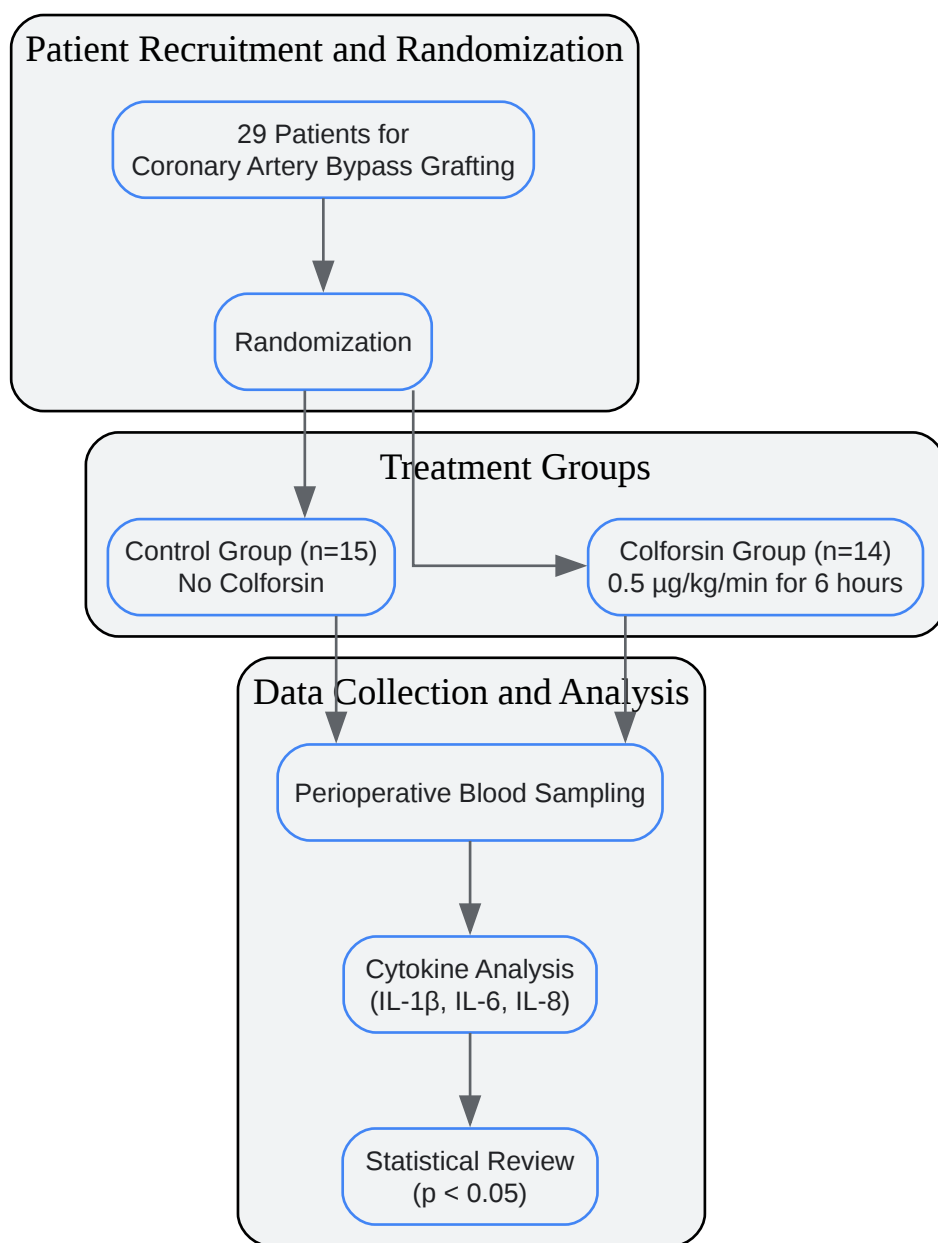 Patient Recruitment and Randomization
29 Patients for
Coronary Artery Bypass Grafting
Randomization
Treatment Groups
Control Group (n=15)
No Colforsin
Colforsin Group (n=14)
0.5 µg/kg/min for 6 hours
Data Collection and Analysis
Perioperative Blood Sampling
Cytokine Analysis
(IL-1β, IL-6, IL-8)
Statistical Review
(p < 0.05)